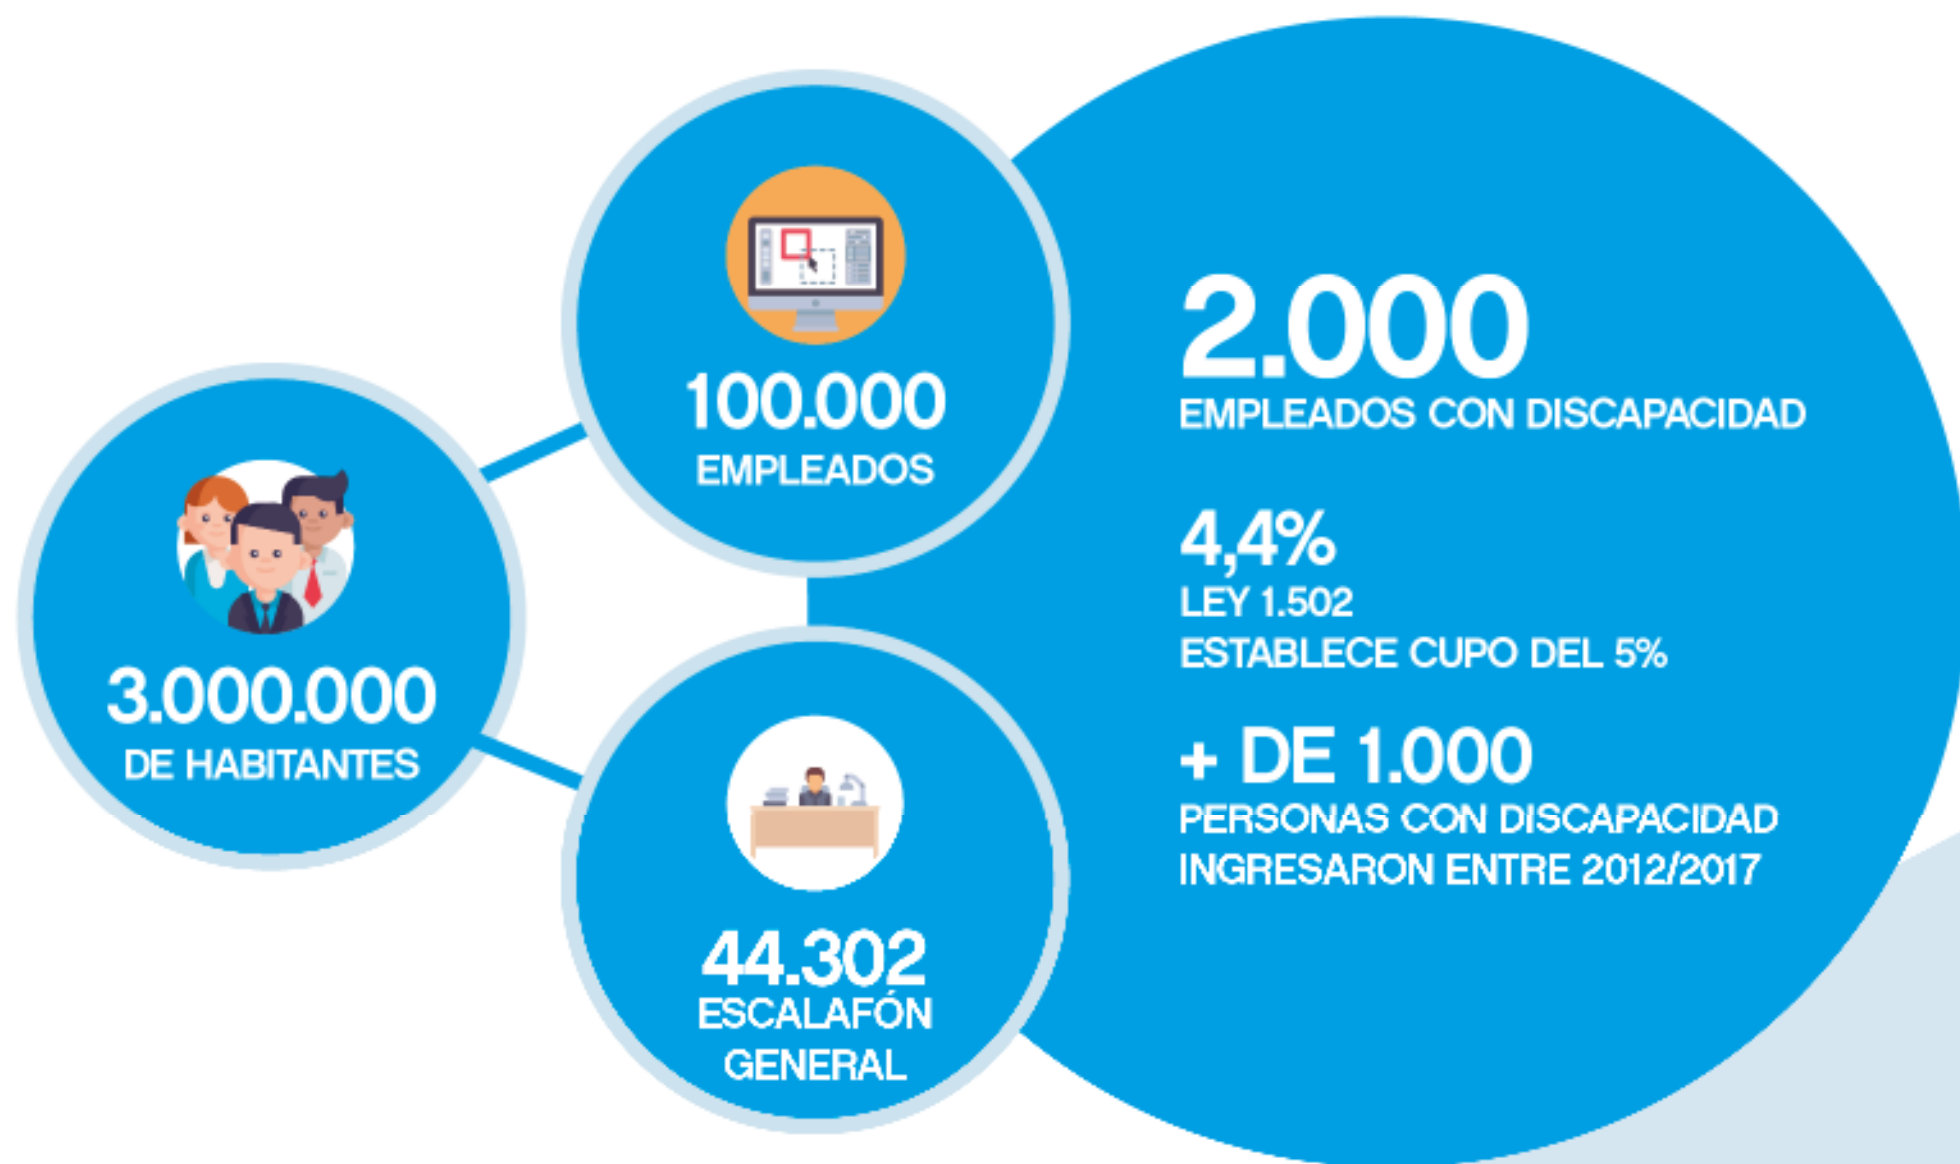 3.000.000
DE HABITANTES
100.000
EMPLEADOS
44.302
ESCALAFÓN
GENERAL
2.000
EMPLEADOS CON DISCAPACIDAD
4,4%
LEY 1.502
ESTABLECE CUPO DEL 5%
+ DE 1.000
PERSONAS CON DISCAPACIDAD
INGRESARON ENTRE 2012/2017